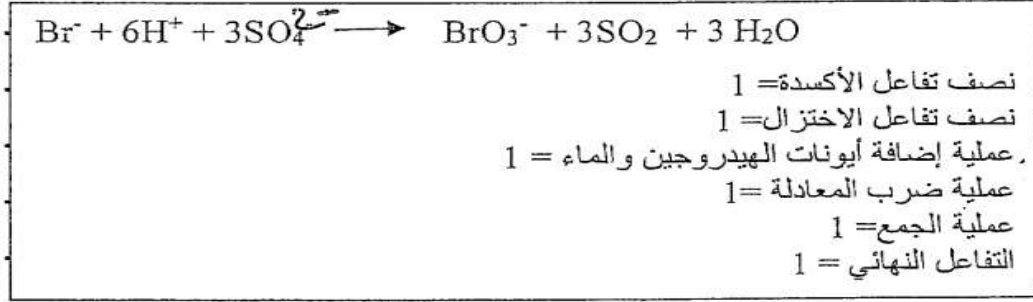 Br⁻ + 6H⁺ + 3SO₄²⁻ ⟶ BrO₃⁻ + 3SO₂ + 3 H₂O
نصف تفاعل الأكسدة= 1
نصف تفاعل الاختزال= 1
عملية إضافة أيونات الهيدروجين والماء = 1
عملية ضرب المعادلة =1
عملية الجمع= 1
التفاعل النهائي = 1